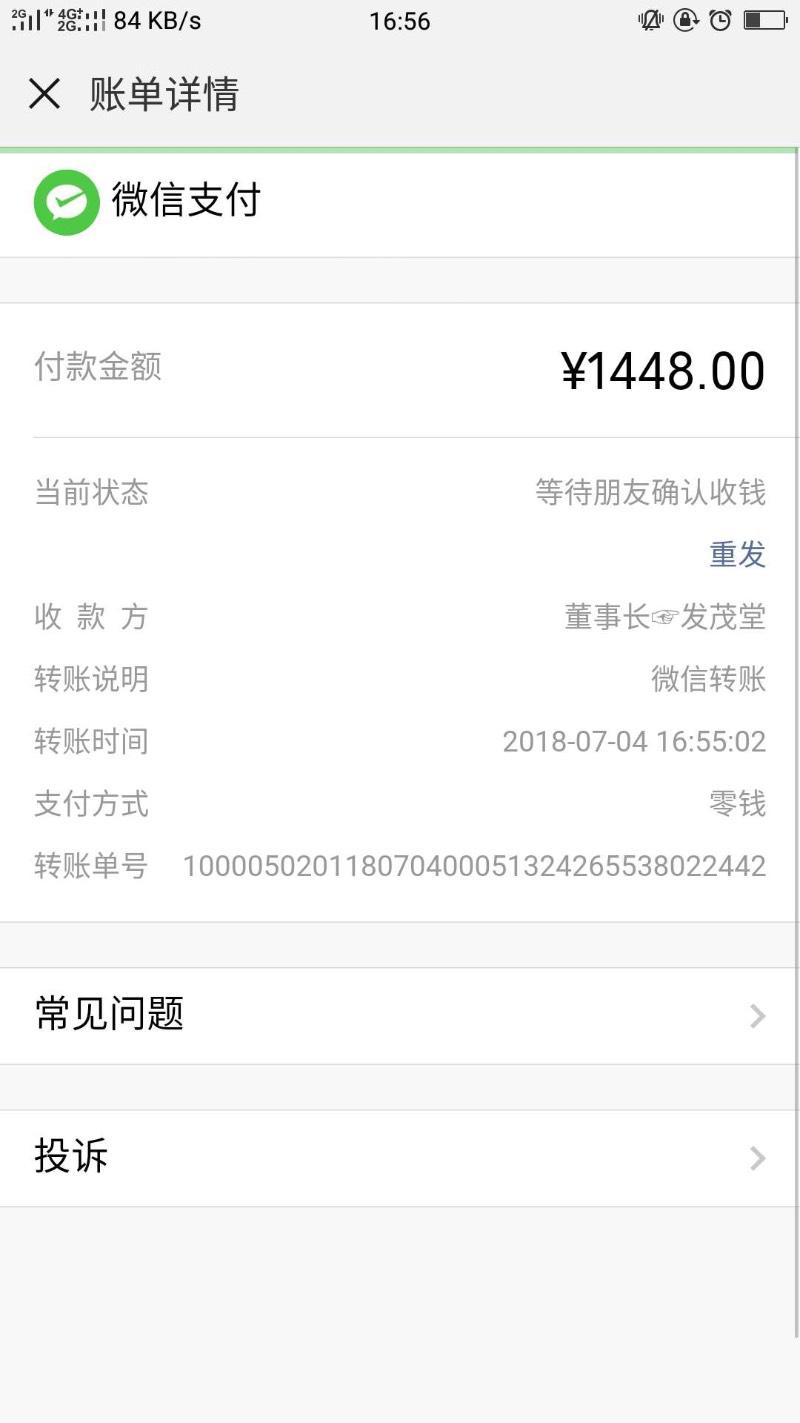 2G 4G+ 2G 84 KB/s 16:56
账单详情
微信支付
付款金额 ¥1448.00
当前状态 等待朋友确认收钱
重发
收款方 董事长☞发茂堂
转账说明 微信转账
转账时间 2018-07-04 16:55:02
支付方式 零钱
转账单号 100005020118070400051324265538022442
常见问题
投诉